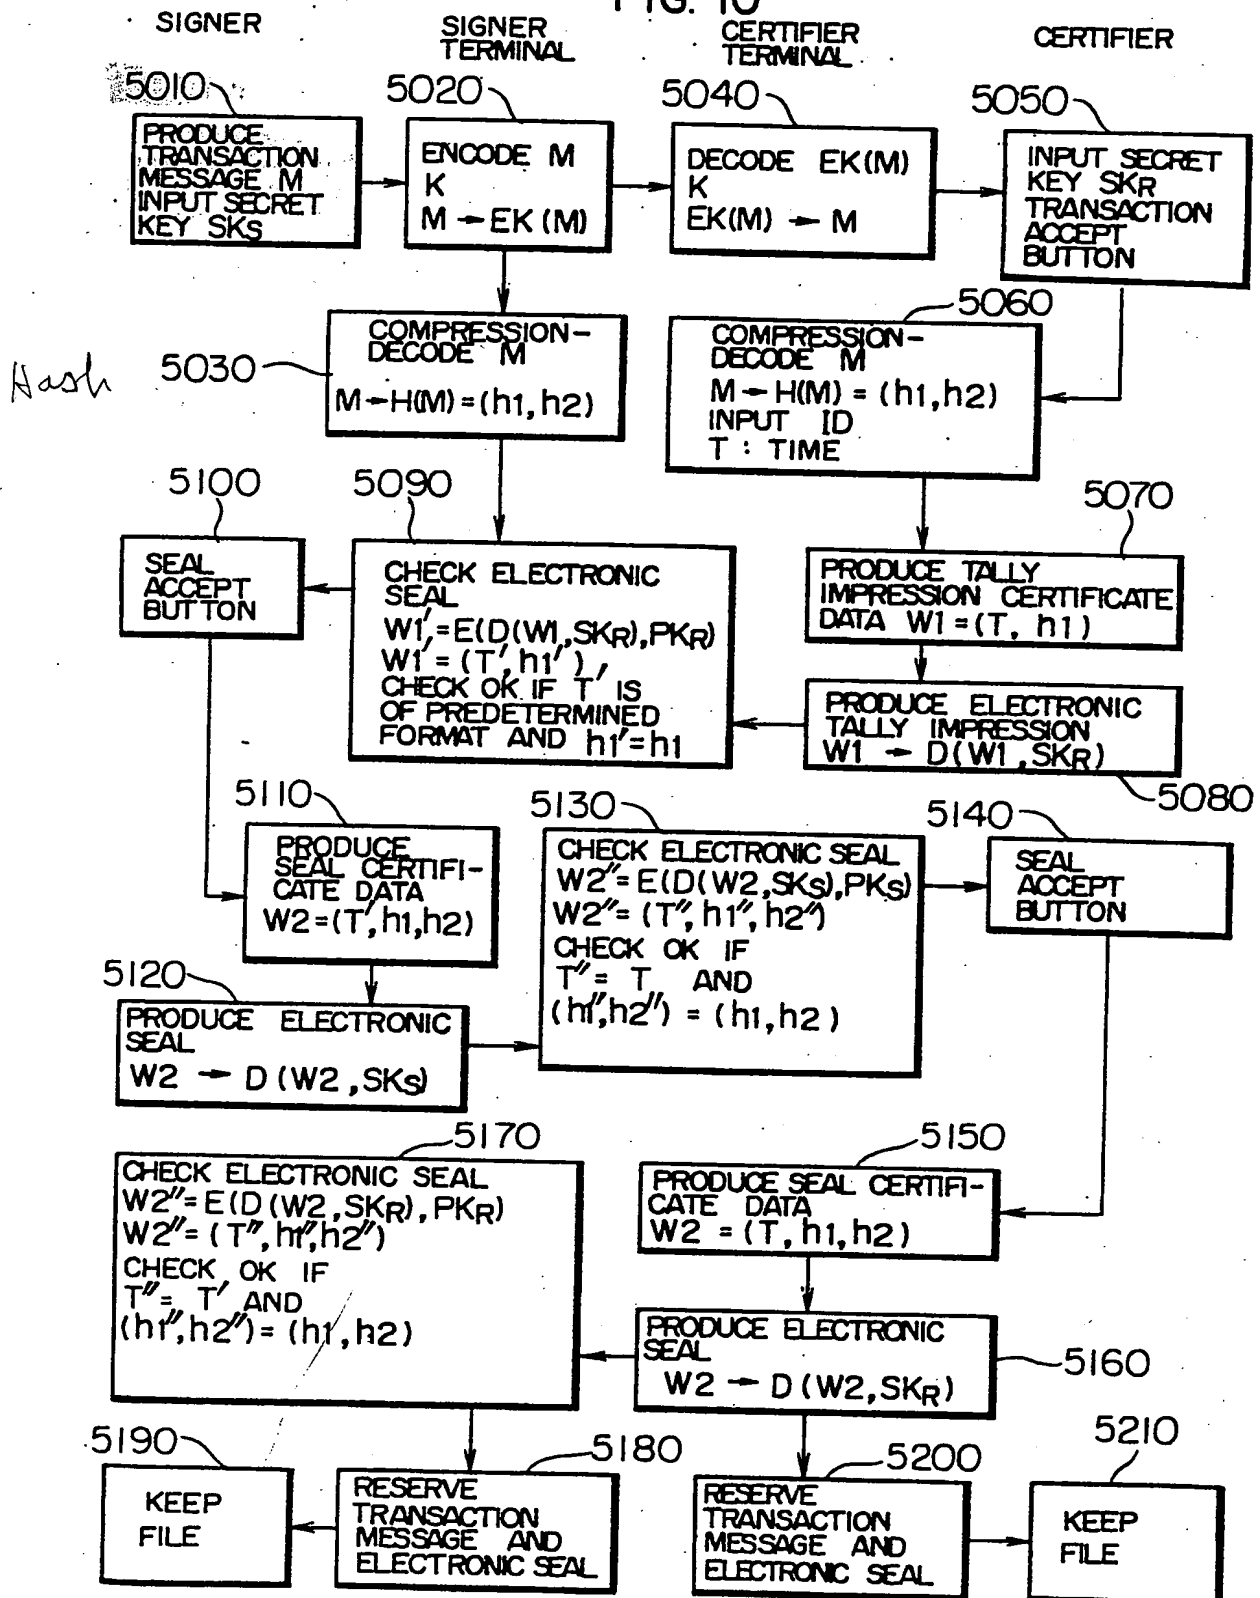 FIG. 10
SIGNER
SIGNER
TERMINAL
CERTIFIER
TERMINAL
CERTIFIER
5010
PRODUCE
TRANSACTION
MESSAGE M
INPUT SECRET
KEY SKS
5020
ENCODE M
K
M → EK (M)
5040
DECODE EK(M)
K
EK(M) → M
5050
INPUT SECRET
KEY SKR
TRANSACTION
ACCEPT
BUTTON
Hash
5030
COMPRESSION-
DECODE M
M → H(M) = (h1, h2)
5060
COMPRESSION-
DECODE M
M → H(M) = (h1, h2)
INPUT ID
T : TIME
5100
SEAL
ACCEPT
BUTTON
5090
CHECK ELECTRONIC
SEAL
W1' = E(D(W1, SKR), PKR)
W1' = (T', h1')
CHECK OK IF T' IS
OF PREDETERMINED
FORMAT AND h1' = h1
5070
PRODUCE TALLY
IMPRESSION CERTIFICATE
DATA W1 = (T, h1)
PRODUCE ELECTRONIC
TALLY IMPRESSION
W1 → D(W1, SKR)
5080
5110
PRODUCE
SEAL CERTIFI-
CATE DATA
W2 = (T', h1, h2)
5130
CHECK ELECTRONIC SEAL
W2" = E(D(W2, SKS), PKS)
W2" = (T", h1", h2")
CHECK OK IF
T" = T AND
(h1", h2") = (h1, h2)
5140
SEAL
ACCEPT
BUTTON
5120
PRODUCE ELECTRONIC
SEAL
W2 → D (W2, SKS)
5170
CHECK ELECTRONIC SEAL
W2" = E(D(W2, SKR), PKR)
W2" = (T", h1", h2")
CHECK OK IF
T" = T' AND
(h1", h2") = (h1, h2)
5150
PRODUCE SEAL CERTIFI-
CATE DATA
W2 = (T, h1, h2)
PRODUCE ELECTRONIC
SEAL
W2 → D (W2, SKR)
5160
5190
KEEP
FILE
5180
RESERVE
TRANSACTION
MESSAGE AND
ELECTRONIC SEAL
5200
RESERVE
TRANSACTION
MESSAGE AND
ELECTRONIC SEAL
5210
KEEP
FILE